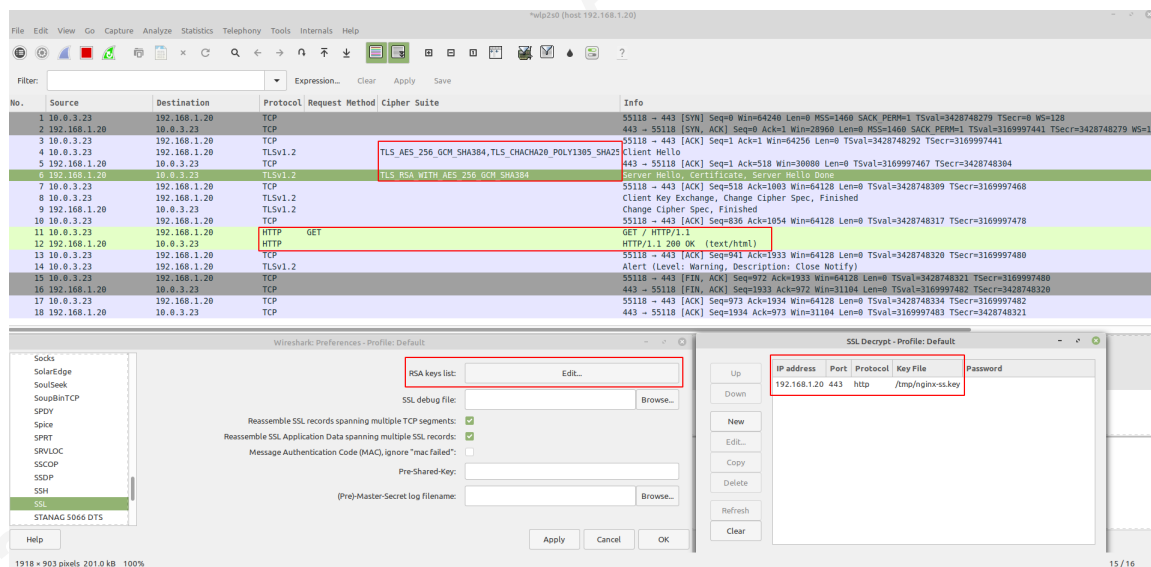 *wlp2s0 (host 192.168.1.20)
File Edit View Go Capture Analyze Statistics Telephony Tools Internals Help
Filter: Expression... Clear Apply Save
No. Source Destination Protocol Request Method Cipher Suite Info
1 10.0.3.23 192.168.1.20 TCP 55118 → 443 [SYN] Seq=0 Win=64240 Len=0 MSS=1460 SACK_PERM=1 TSval=3428748279 TSecr=0 WS=128
2 192.168.1.20 10.0.3.23 TCP 443 → 55118 [SYN, ACK] Seq=0 Ack=1 Win=28960 Len=0 MSS=1460 SACK_PERM=1 TSval=3169997441 TSecr=3428748279 WS=1
3 10.0.3.23 192.168.1.20 TCP 55118 → 443 [ACK] Seq=1 Ack=1 Win=64256 Len=0 TSval=3428748292 TSecr=3169997441
4 10.0.3.23 192.168.1.20 TLSv1.2 TLS_AES_256_GCM_SHA384,TLS_CHACHA20_POLY1305_SHA25 Client Hello
5 192.168.1.20 10.0.3.23 TCP 443 → 55118 [ACK] Seq=1 Ack=518 Win=30080 Len=0 TSval=3169997467 TSecr=3428748304
6 192.168.1.20 10.0.3.23 TLSv1.2 TLS_RSA_WITH_AES_256_GCM_SHA384 Server Hello, Certificate, Server Hello Done
7 10.0.3.23 192.168.1.20 TCP 55118 → 443 [ACK] Seq=518 Ack=1003 Win=64128 Len=0 TSval=3428748309 TSecr=3169997468
8 10.0.3.23 192.168.1.20 TLSv1.2 Client Key Exchange, Change Cipher Spec, Finished
9 192.168.1.20 10.0.3.23 TLSv1.2 Change Cipher Spec, Finished
10 10.0.3.23 192.168.1.20 TCP 55118 → 443 [ACK] Seq=836 Ack=1054 Win=64128 Len=0 TSval=3428748317 TSecr=3169997478
11 10.0.3.23 192.168.1.20 HTTP GET GET / HTTP/1.1
12 192.168.1.20 10.0.3.23 HTTP HTTP/1.1 200 OK (text/html)
13 10.0.3.23 192.168.1.20 TCP 55118 → 443 [ACK] Seq=941 Ack=1933 Win=64128 Len=0 TSval=3428748320 TSecr=3169997480
14 10.0.3.23 192.168.1.20 TLSv1.2 Alert (Level: Warning, Description: Close Notify)
15 10.0.3.23 192.168.1.20 TCP 55118 → 443 [FIN, ACK] Seq=972 Ack=1933 Win=64128 Len=0 TSval=3428748321 TSecr=3169997480
16 192.168.1.20 10.0.3.23 TCP 443 → 55118 [FIN, ACK] Seq=1933 Ack=972 Win=31104 Len=0 TSval=3169997482 TSecr=3428748320
17 10.0.3.23 192.168.1.20 TCP 55118 → 443 [ACK] Seq=973 Ack=1934 Win=64128 Len=0 TSval=3428748334 TSecr=3169997482
18 192.168.1.20 10.0.3.23 TCP 443 → 55118 [ACK] Seq=1934 Ack=973 Win=31104 Len=0 TSval=3169997483 TSecr=3428748321
Wireshark: Preferences - Profile: Default
Socks
SolarEdge
SoulSeek
SoupBinTCP
SPDY
Spice
SPRT
SRVLOC
SSCOP
SSDP
SSH
SSL
STANAG 5066 DTS
RSA keys list: Edit...
SSL debug file: Browse...
Reassemble SSL records spanning multiple TCP segments:
Reassemble SSL Application Data spanning multiple SSL records:
Message Authentication Code (MAC), ignore "mac failed":
Pre-Shared-Key:
(Pre)-Master-Secret log filename: Browse...
Help Apply Cancel OK
SSL Decrypt - Profile: Default
Up
Down
New
Edit...
Copy
Delete
Refresh
Clear
IP address Port Protocol Key File Password
192.168.1.20 443 http /tmp/nginx-ss.key
1918 × 903 pixels 201.0 kB 100% 15 / 16